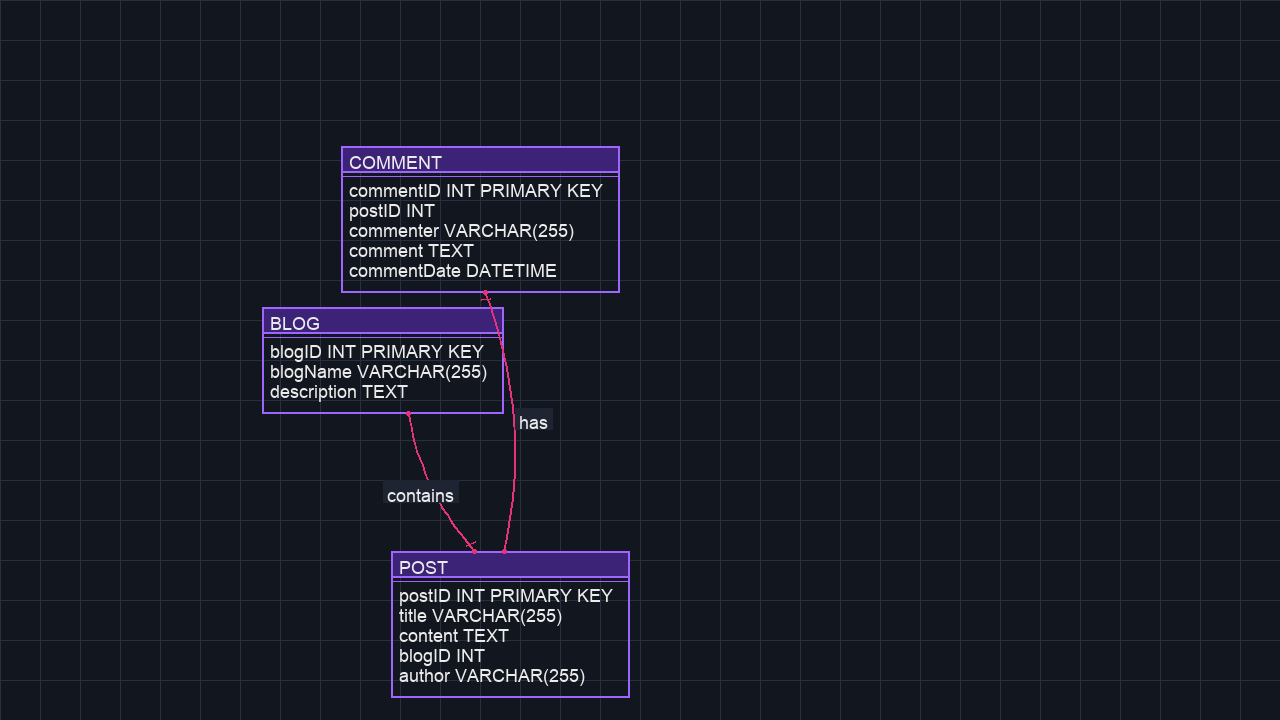 COMMENT
commentID INT PRIMARY KEY
postID INT
commenter VARCHAR(255)
comment TEXT
commentDate DATETIME
BLOG
blogID INT PRIMARY KEY
blogName VARCHAR(255)
description TEXT
has
contains
POST
postID INT PRIMARY KEY
title VARCHAR(255)
content TEXT
blogID INT
author VARCHAR(255)